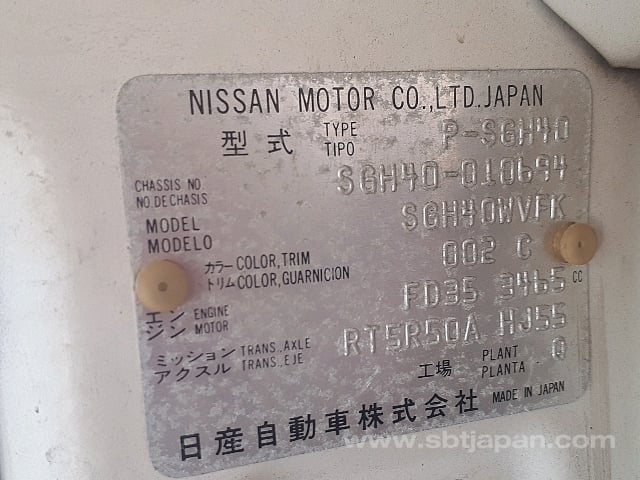 NISSAN MOTOR CO.,LTD.JAPAN
型式 TYPE TIPO P-SGH40
CHASSIS NO. NO.DE CHASIS SGH40-010694
MODEL MODELO SGH40WVFK
カラー COLOR,TRIM トリム COLOR,GUARNICION 002 C
エンジン ENGINE MOTOR FD35 3465 CC
ミッション TRANS.,AXLE アクスル TRANS.,EJE RT5R50A HJ55
工場 PLANT PLANTA 0
日産自動車株式会社 MADE IN JAPAN
www.sbtjapan.com